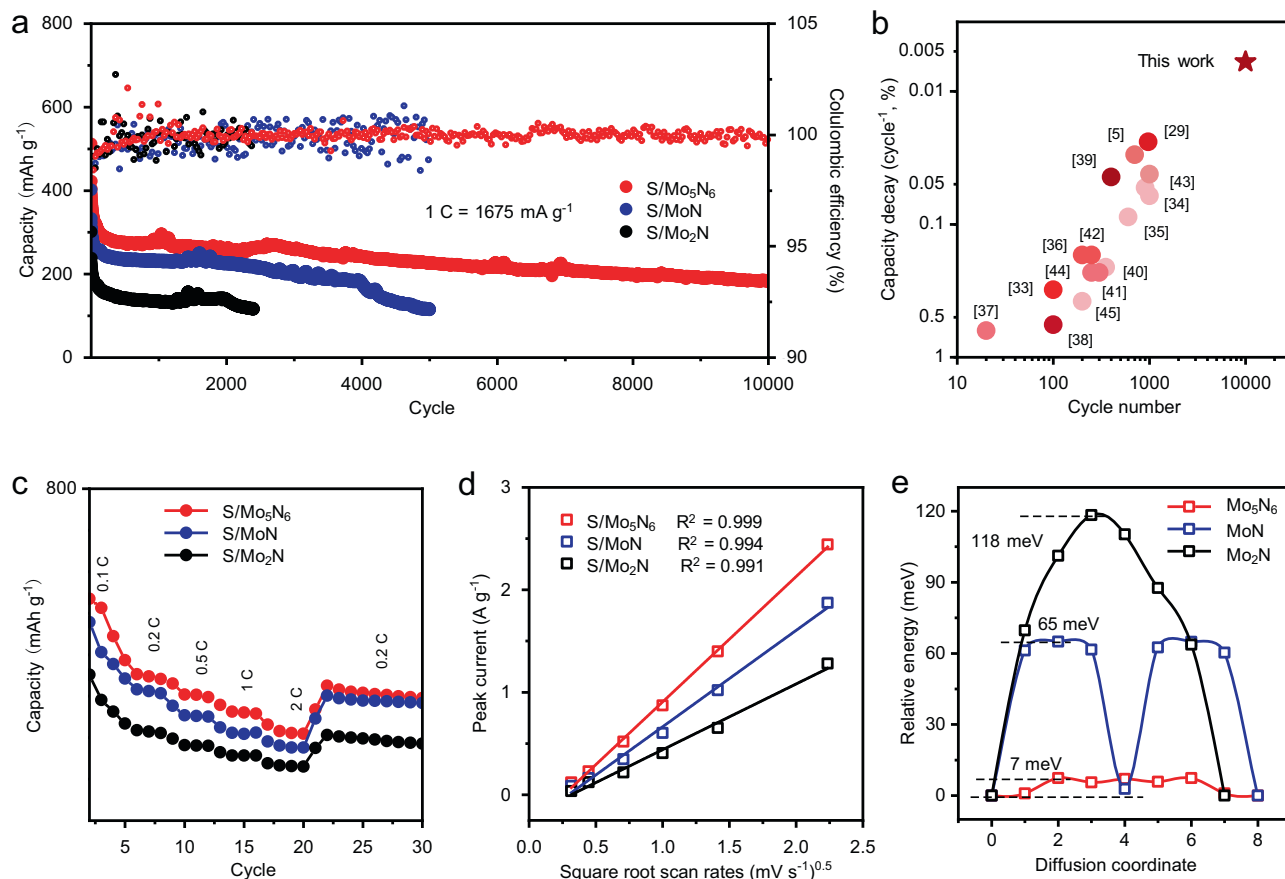 a
800
600
400
200
0
Capacity (mAh g⁻¹)
105
100
95
90
Colulombic efficiency (%)
S/Mo₅N₆
S/MoN
S/Mo₂N
1 C = 1675 mA g⁻¹
2000 4000 6000 8000 10000
Cycle
b
0.005
0.01
0.05
0.1
0.5
1
Capacity decay (cycle⁻¹, %)
This work
[29]
[5]
[39]
[43]
[34]
[35]
[42]
[36]
[40]
[44]
[41]
[33]
[45]
[37]
[38]
10 100 1000 10000
Cycle number
c
800
Capacity (mAh g⁻¹)
S/Mo₅N₆
S/MoN
S/Mo₂N
0.1 C
0.2 C
0.5 C
1 C
2 C
0.2 C
5 10 15 20 25 30
Cycle
d
3
2
1
0
Peak current (A g⁻¹)
S/Mo₅N₆ R² = 0.999
S/MoN R² = 0.994
S/Mo₂N R² = 0.991
0.5 1.0 1.5 2.0 2.5
Square root scan rates (mV s⁻¹)⁰·⁵
e
120
90
60
30
0
Relative energy (meV)
Mo₅N₆
MoN
Mo₂N
118 meV
65 meV
7 meV
0 2 4 6 8
Diffusion coordinate